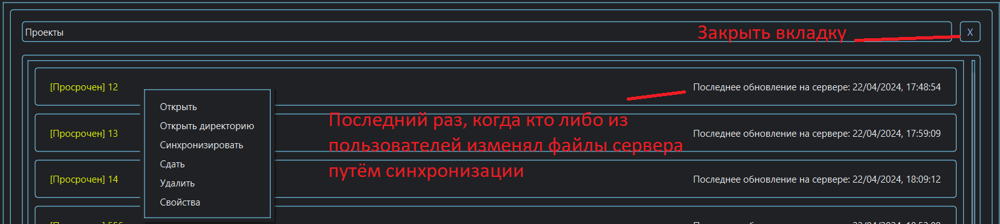 Проекты
Закрыть вкладку
X
[Просрочен] 12
Последнее обновление на сервере: 22/04/2024, 17:48:54
Открыть
Открыть директорию
Синхронизировать
Сдать
Удалить
Свойства
Последний раз, когда кто либо из
пользователей изменял файлы сервера
путём синхронизации
[Просрочен] 13
Последнее обновление на сервере: 22/04/2024, 17:59:09
[Просрочен] 14
Последнее обновление на сервере: 22/04/2024, 18:09:12